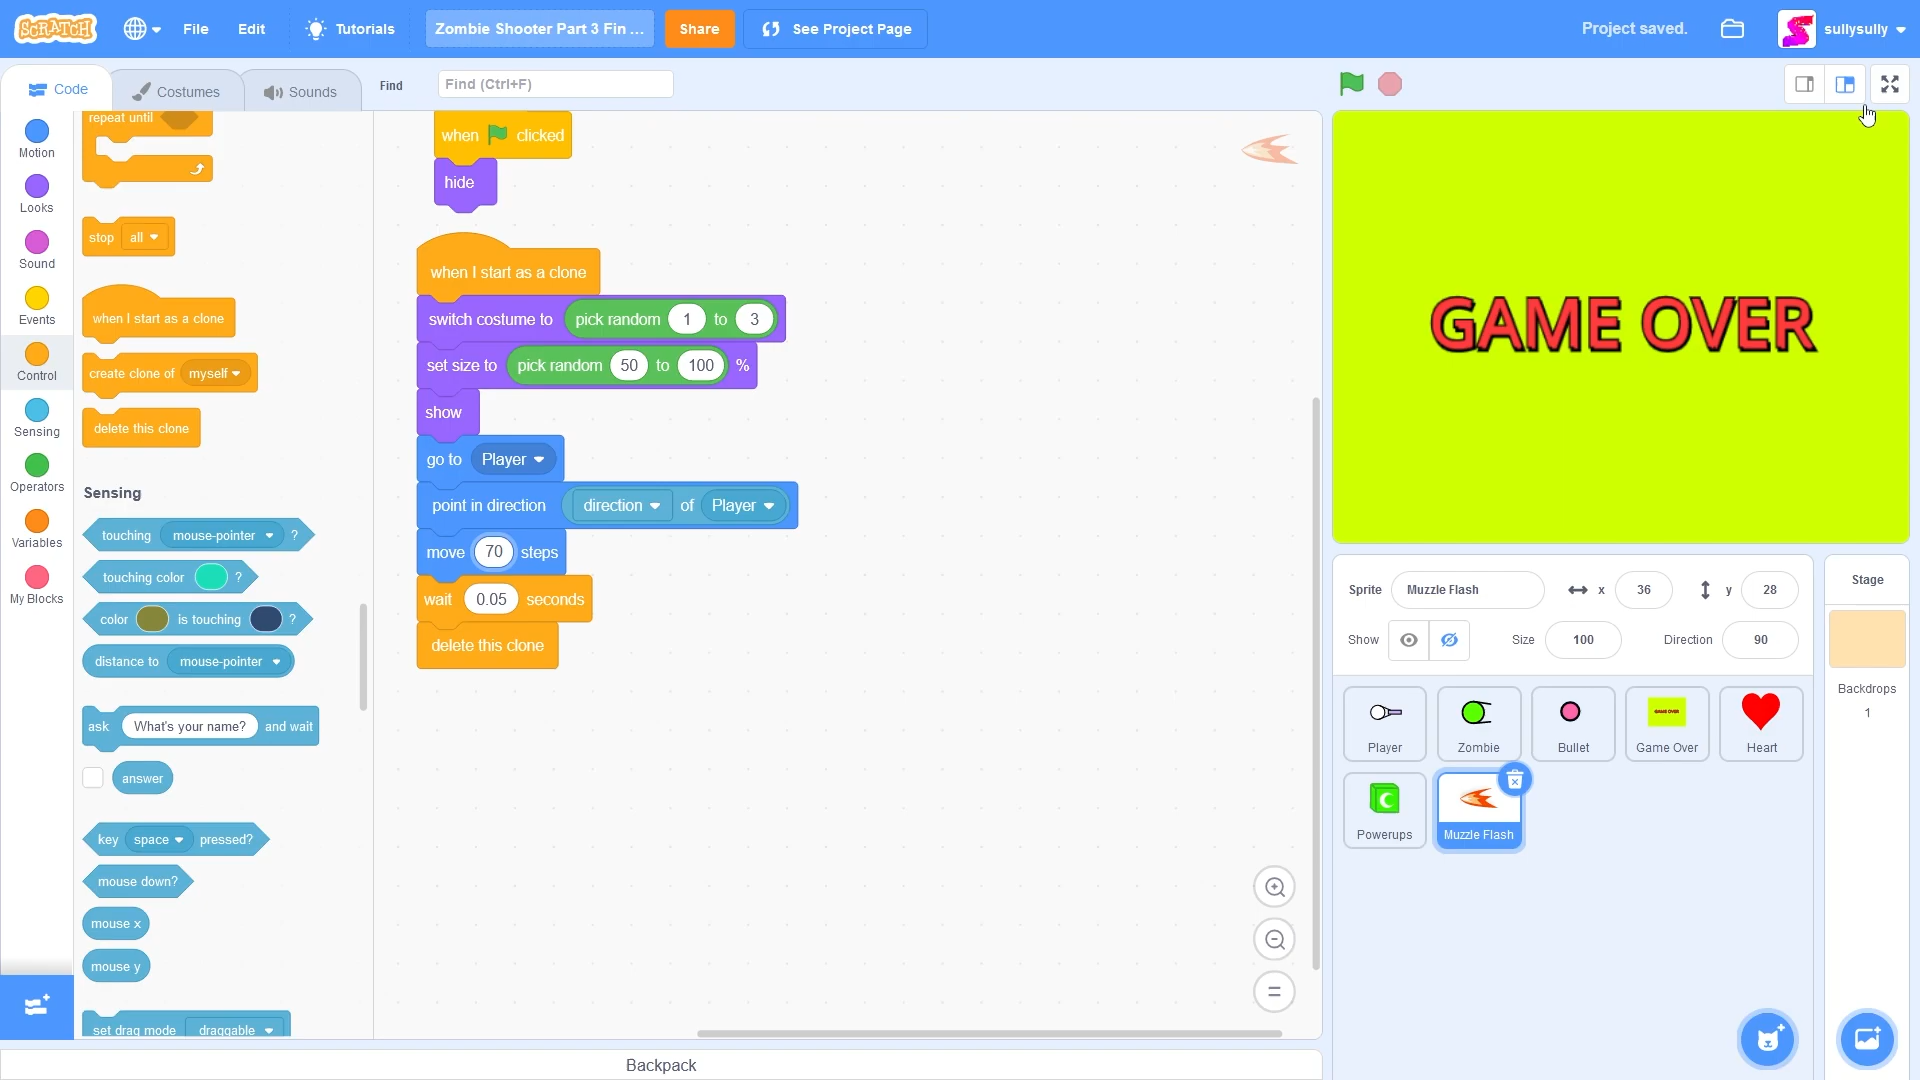 SCRATCH
File
Edit
Tutorials
Zombie Shooter Part 3 Fin ...
Share
See Project Page
Project saved.
sullysully
Code
Costumes
Sounds
Find
Find (Ctrl+F)
Motion
Looks
Sound
Events
Control
Sensing
Operators
Variables
My Blocks
repeat until
stop all
when I start as a clone
create clone of myself
delete this clone
Sensing
touching mouse-pointer ?
touching color ?
color is touching ?
distance to mouse-pointer
ask What's your name? and wait
answer
key space pressed?
mouse down?
mouse x
mouse y
set drag mode draggable
when clicked
hide
when I start as a clone
switch costume to pick random 1 to 3
set size to pick random 50 to 100 %
show
go to Player
point in direction direction of Player
move 70 steps
wait 0.05 seconds
delete this clone
Backpack
GAME OVER
Sprite Muzzle Flash x 36 y 28
Show Size 100 Direction 90
Player
Zombie
Bullet
GAME OVER
Game Over
Heart
Powerups
Muzzle Flash
Stage
Backdrops
1